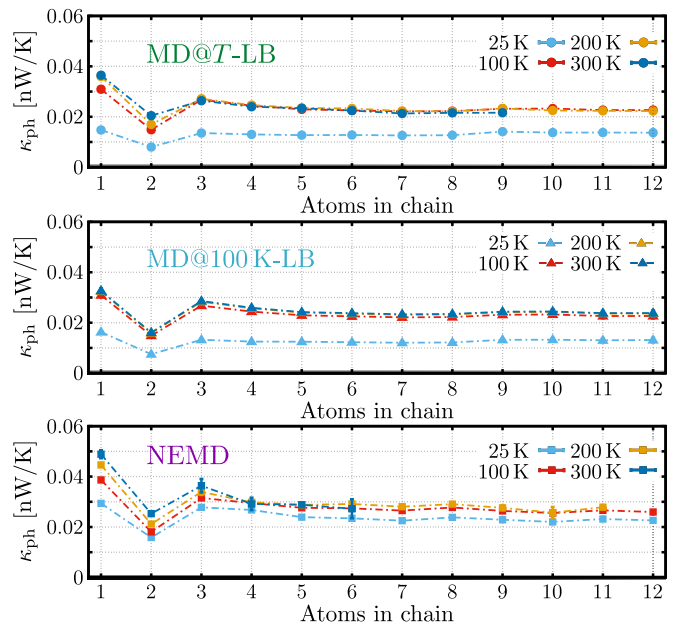 0.06
MD@T-LB
25 K 200 K
100 K 300 K
0.04
κph [nW/K]
0.02
0
1 2 3 4 5 6 7 8 9 10 11 12
Atoms in chain
0.06
MD@100 K-LB
25 K 200 K
100 K 300 K
0.04
κph [nW/K]
0.02
0
1 2 3 4 5 6 7 8 9 10 11 12
Atoms in chain
0.06
NEMD
25 K 200 K
100 K 300 K
0.04
κph [nW/K]
0.02
0
1 2 3 4 5 6 7 8 9 10 11 12
Atoms in chain